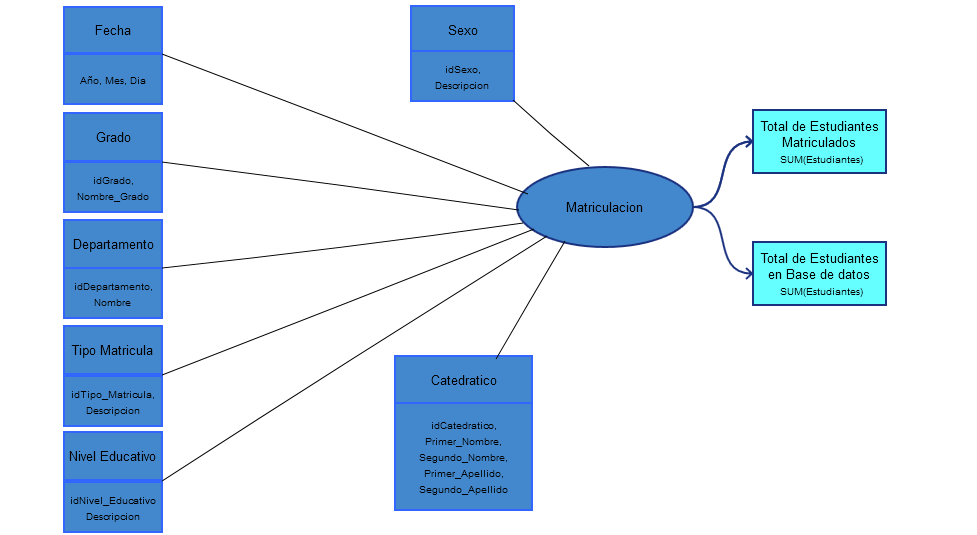 Fecha
Año, Mes, Dia
Grado
idGrado,
Nombre_Grado
Departamento
idDepartamento,
Nombre
Tipo Matricula
idTipo_Matricula,
Descripcion
Nivel Educativo
idNivel_Educativo
Descripcion
Sexo
idSexo,
Descripcion
Matriculacion
Catedratico
idCatedratico,
Primer_Nombre,
Segundo_Nombre,
Primer_Apellido,
Segundo_Apellido
Total de Estudiantes
Matriculados
SUM(Estudiantes)
Total de Estudiantes
en Base de datos
SUM(Estudiantes)